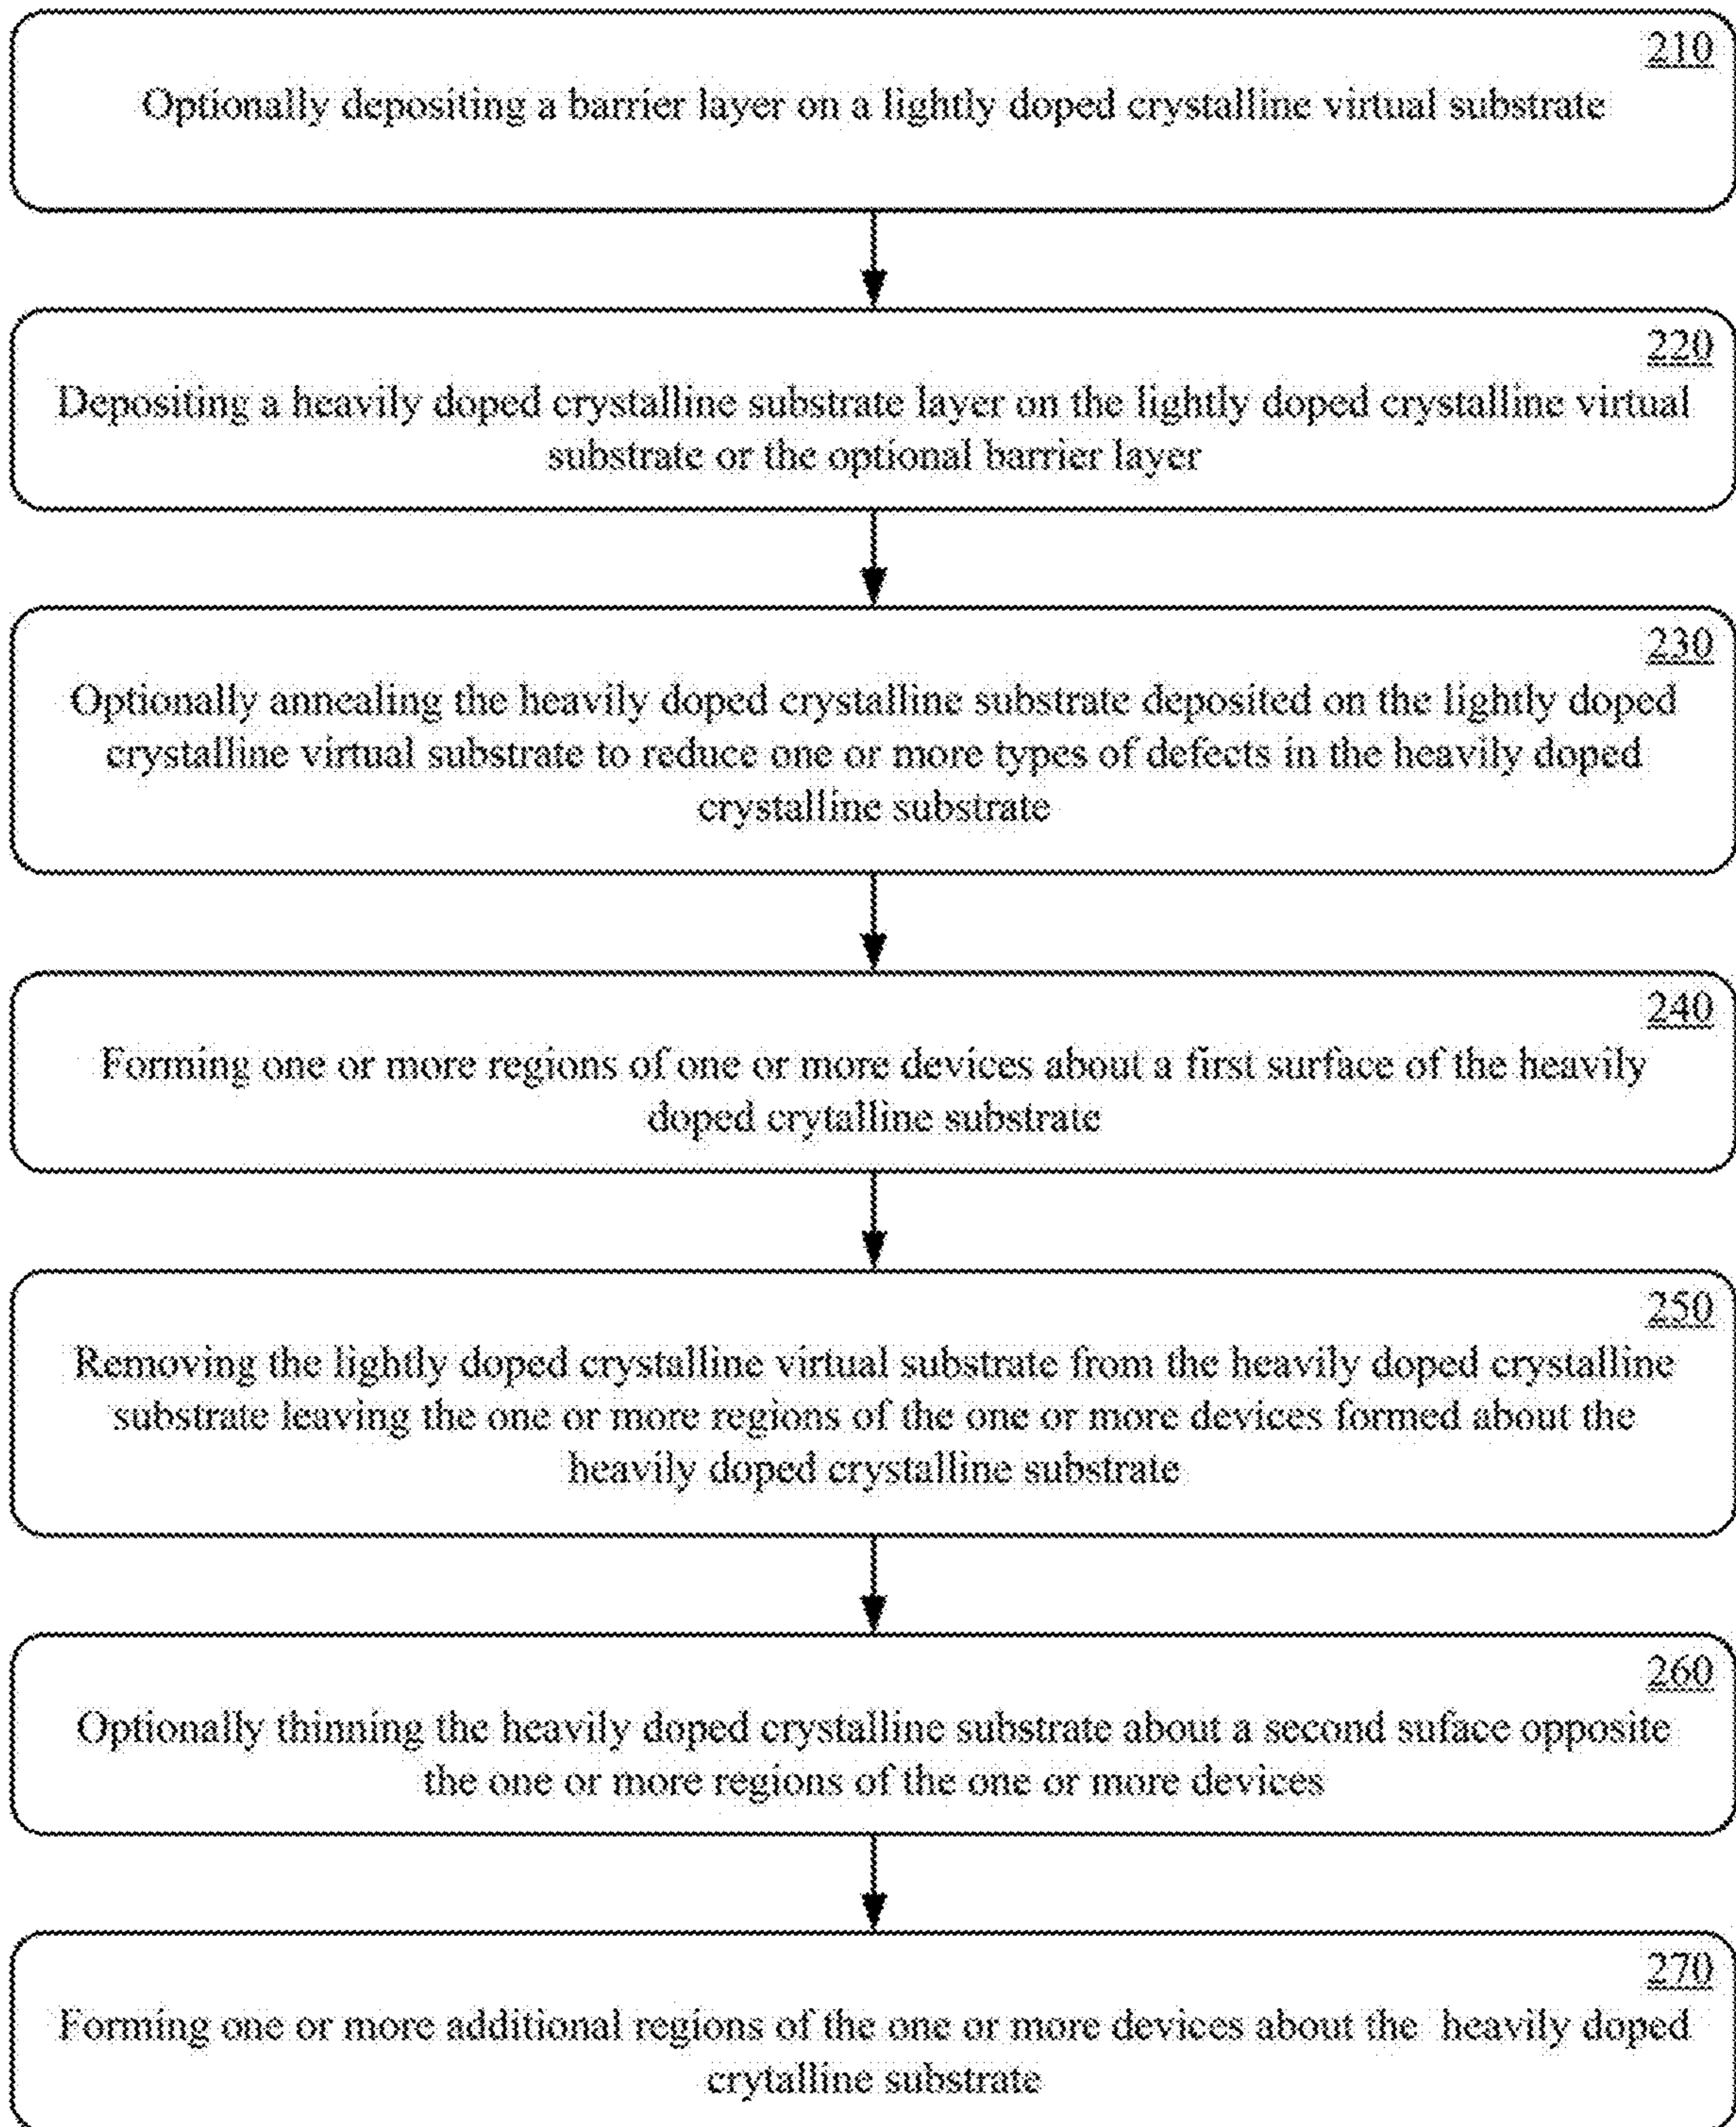 210
Optionally depositing a barrier layer on a lightly doped crystalline virtual substrate
220
Depositing a heavily doped crystalline substrate layer on the lightly doped crystalline virtual
substrate or the optional barrier layer
230
Optionally annealing the heavily doped crystalline substrate deposited on the lightly doped
crystalline virtual substrate to reduce one or more types of defects in the heavily doped
crystalline substrate
240
Forming one or more regions of one or more devices about a first surface of the heavily
doped crytalline substrate
250
Removing the lightly doped crystalline virtual substrate from the heavily doped crystalline
substrate leaving the one or more regions of the one or more devices formed about the
heavily doped crystalline substrate
260
Optionally thinning the heavily doped crystalline substrate about a second suface opposite
the one or more regions of the one or more devices
270
Forming one or more additional regions of the one or more devices about the heavily doped
crytalline substrate